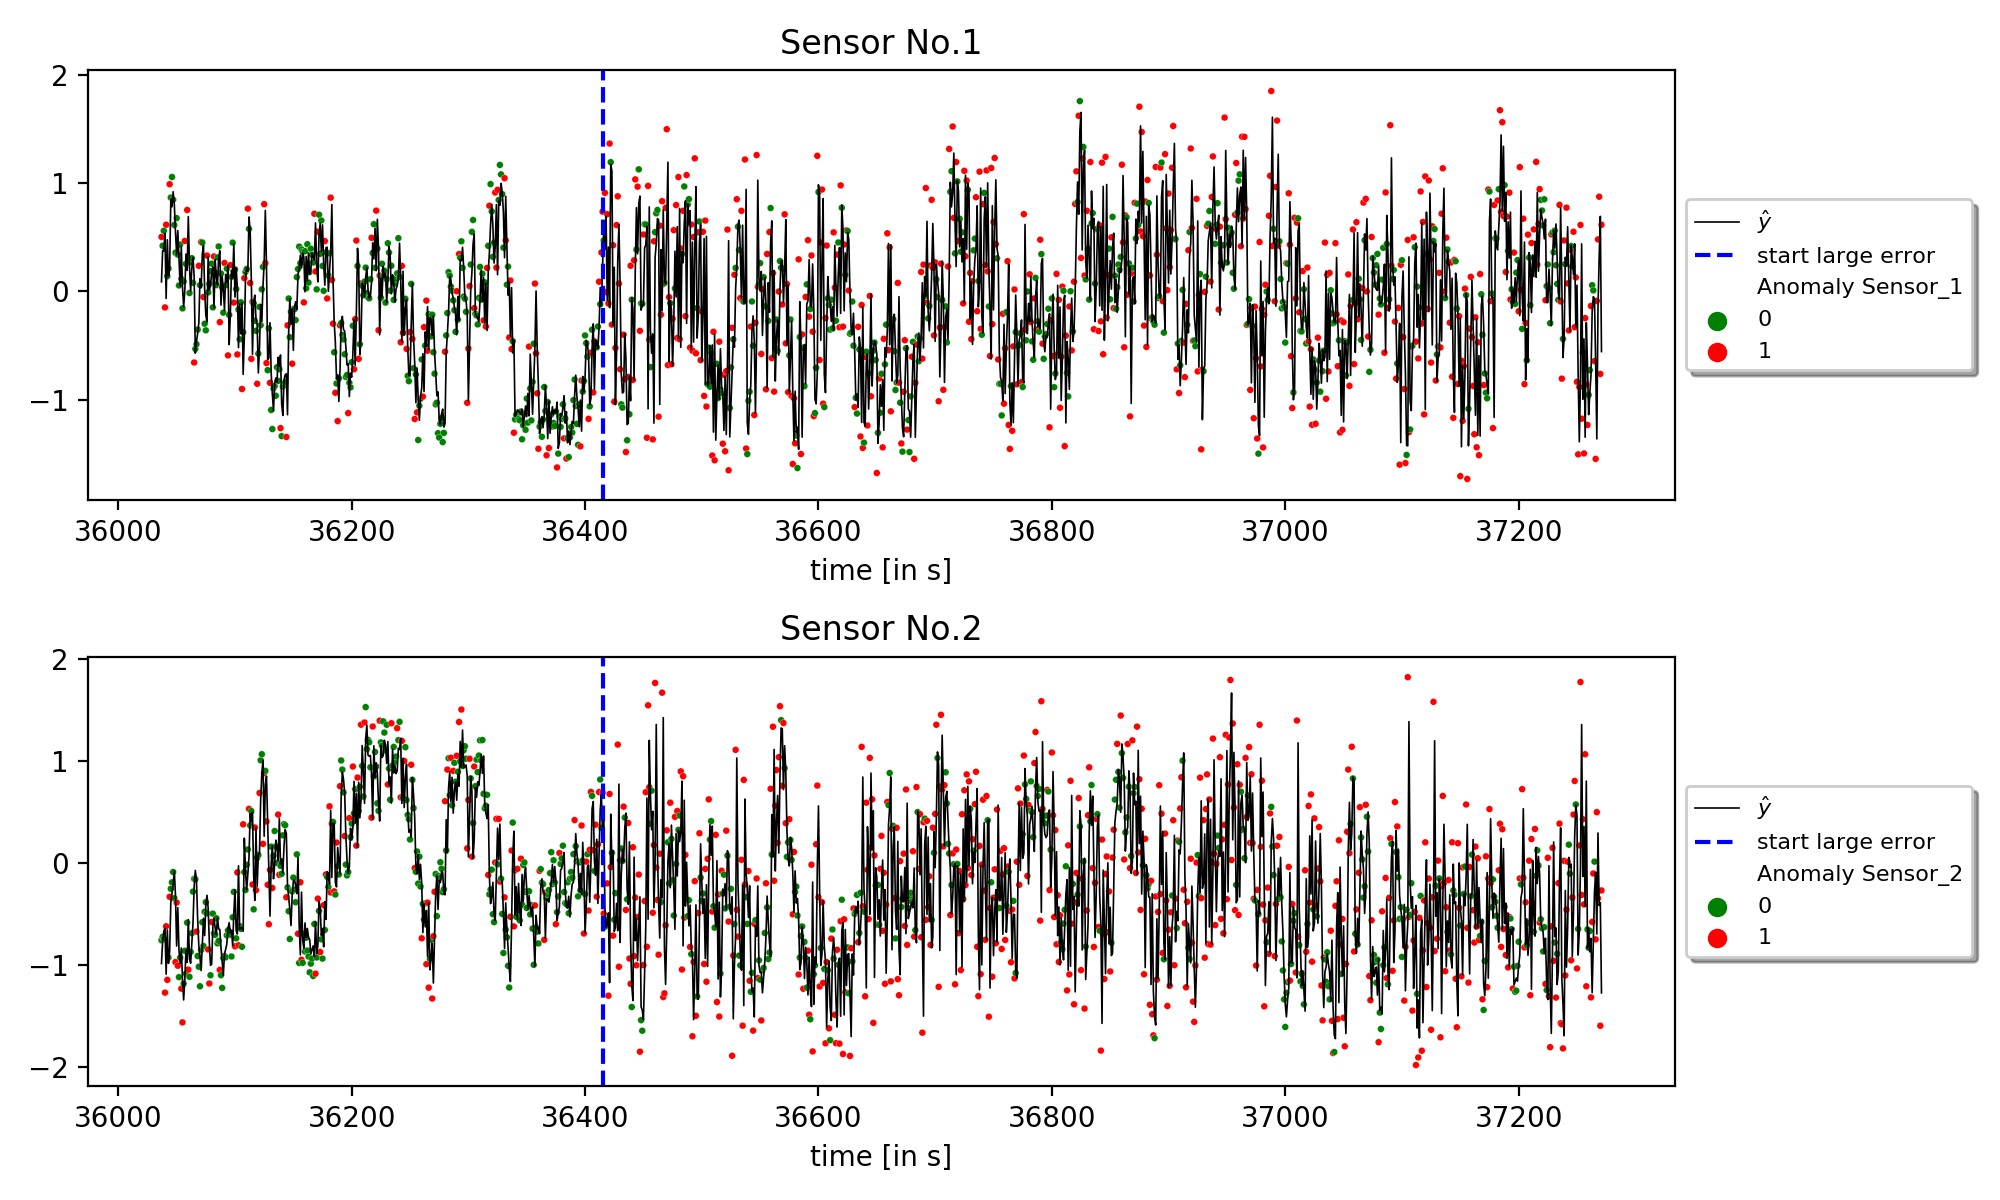 Sensor No.1
2
1
0
−1
36000 36200 36400 36600 36800 37000 37200
time [in s]
ŷ
start large error
Anomaly Sensor_1
0
1
Sensor No.2
2
1
0
−1
−2
36000 36200 36400 36600 36800 37000 37200
time [in s]
ŷ
start large error
Anomaly Sensor_2
0
1